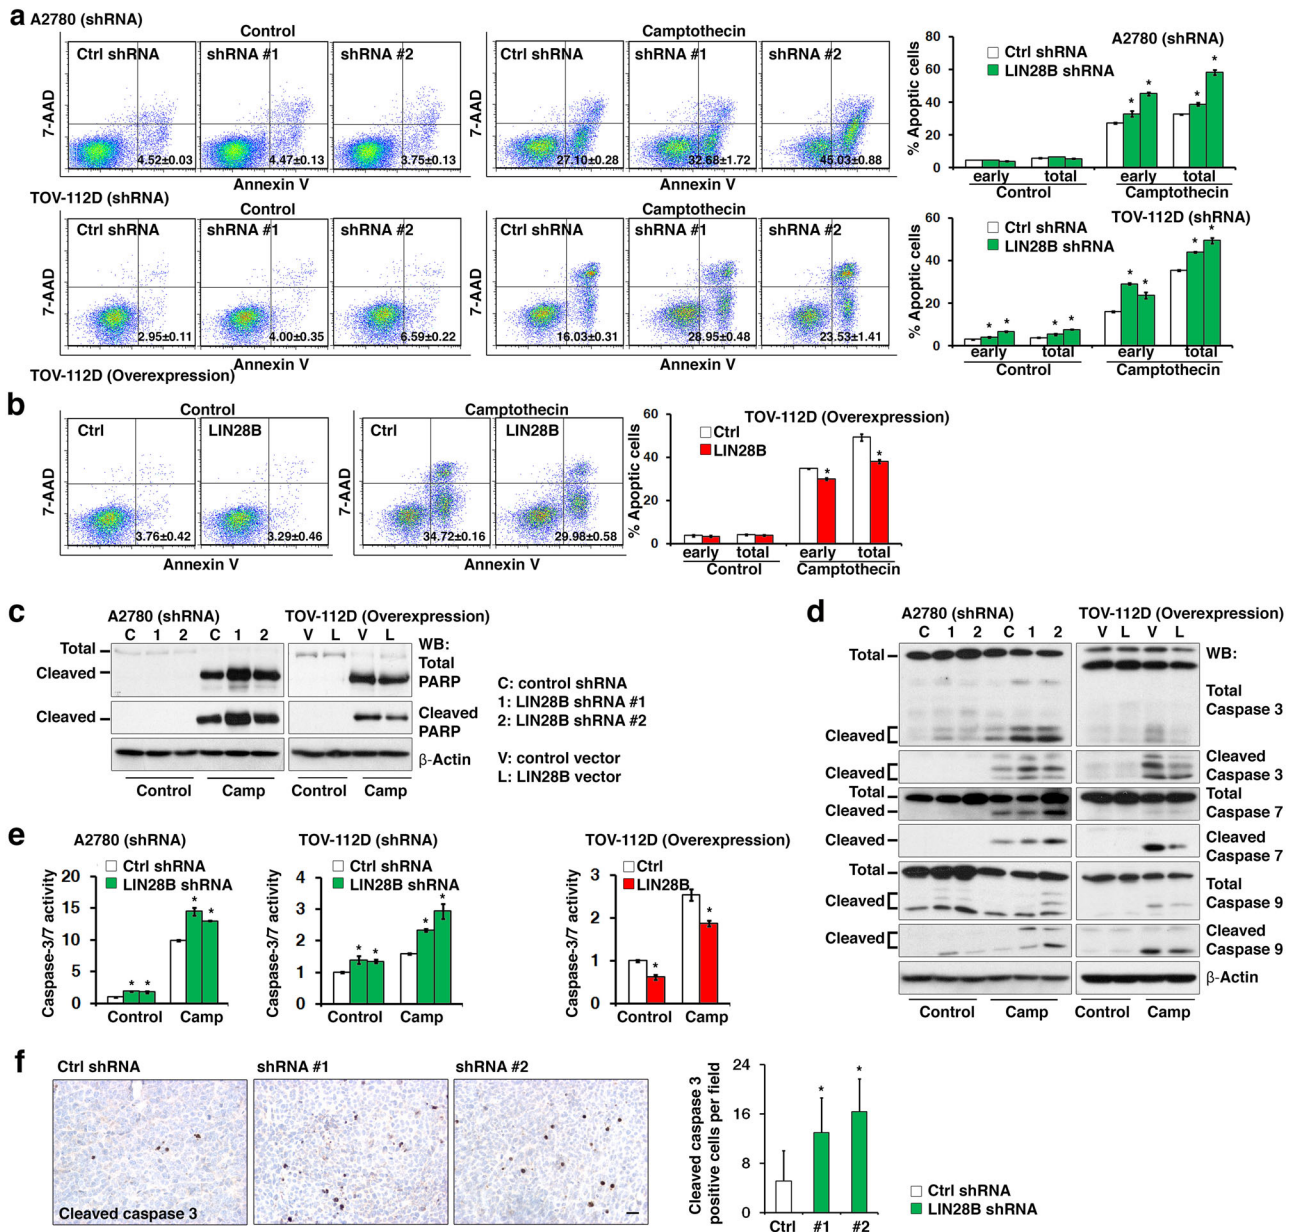 a
A2780 (shRNA)
Control
Camptothecin
Ctrl shRNA
shRNA #1
shRNA #2
Ctrl shRNA
shRNA #1
shRNA #2
7-AAD
4.52±0.03
4.47±0.13
3.75±0.13
7-AAD
27.10±0.28
32.68±1.72
45.03±0.88
Annexin V
Annexin V
A2780 (shRNA)
Ctrl shRNA
LIN28B shRNA
% Apoptic cells
80
60
40
20
0
* * * *
early total early total
Control Camptothecin
TOV-112D (shRNA)
Control
Camptothecin
Ctrl shRNA
shRNA #1
shRNA #2
Ctrl shRNA
shRNA #1
shRNA #2
7-AAD
2.95±0.11
4.00±0.35
6.59±0.22
7-AAD
16.03±0.31
28.95±0.48
23.53±1.41
Annexin V
Annexin V
TOV-112D (shRNA)
Ctrl shRNA
LIN28B shRNA
% Apoptic cells
60
40
20
0
* * * * * * * *
early total early total
Control Camptothecin
TOV-112D (Overexpression)
b
Control
Camptothecin
Ctrl
LIN28B
Ctrl
LIN28B
7-AAD
3.76±0.42
3.29±0.46
7-AAD
34.72±0.16
29.98±0.58
Annexin V
Annexin V
TOV-112D (Overexpression)
Ctrl
LIN28B
% Apoptic cells
60
40
20
0
* *
early total early total
Control Camptothecin
c
A2780 (shRNA)
TOV-112D (Overexpression)
C 1 2 C 1 2 V L V L
WB:
Total
Cleaved
Total
PARP
Cleaved
Cleaved
PARP
β-Actin
Control Camp Control Camp
C: control shRNA
1: LIN28B shRNA #1
2: LIN28B shRNA #2
V: control vector
L: LIN28B vector
d
A2780 (shRNA)
TOV-112D (Overexpression)
C 1 2 C 1 2 V L V L
Total
WB:
Total
Caspase 3
Cleaved
Cleaved
Cleaved
Caspase 3
Total
Cleaved
Total
Caspase 7
Cleaved
Cleaved
Caspase 7
Total
Cleaved
Total
Caspase 9
Cleaved
Cleaved
Caspase 9
β-Actin
Control Camp Control Camp
e
A2780 (shRNA)
Ctrl shRNA
LIN28B shRNA
Caspase-3/7 activity
20
15
10
5
0
* * * *
Control Camp
TOV-112D (shRNA)
Ctrl shRNA
LIN28B shRNA
Caspase-3/7 activity
4
3
2
1
0
* * * *
Control Camp
TOV-112D (Overexpression)
Ctrl
LIN28B
Caspase-3/7 activity
3
2
1
0
* *
Control Camp
f
Ctrl shRNA
shRNA #1
shRNA #2
Cleaved caspase 3
Cleaved caspase 3
positive cells per field
24
16
8
0
* *
Ctrl #1 #2
Ctrl shRNA
LIN28B shRNA